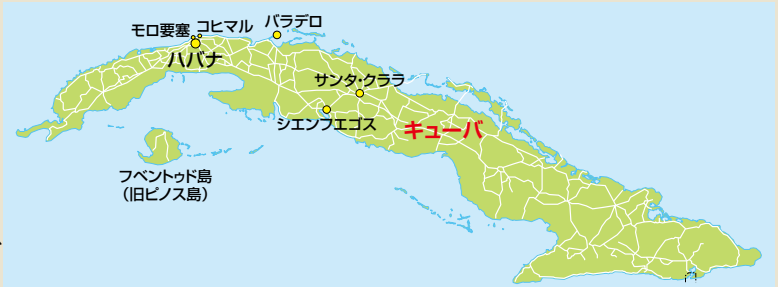 モロ要塞
コヒマル
バラデロ
ハバナ
サンタ・クララ
シエンフエゴス
キューバ
フベントゥド島
（旧ピノス島）